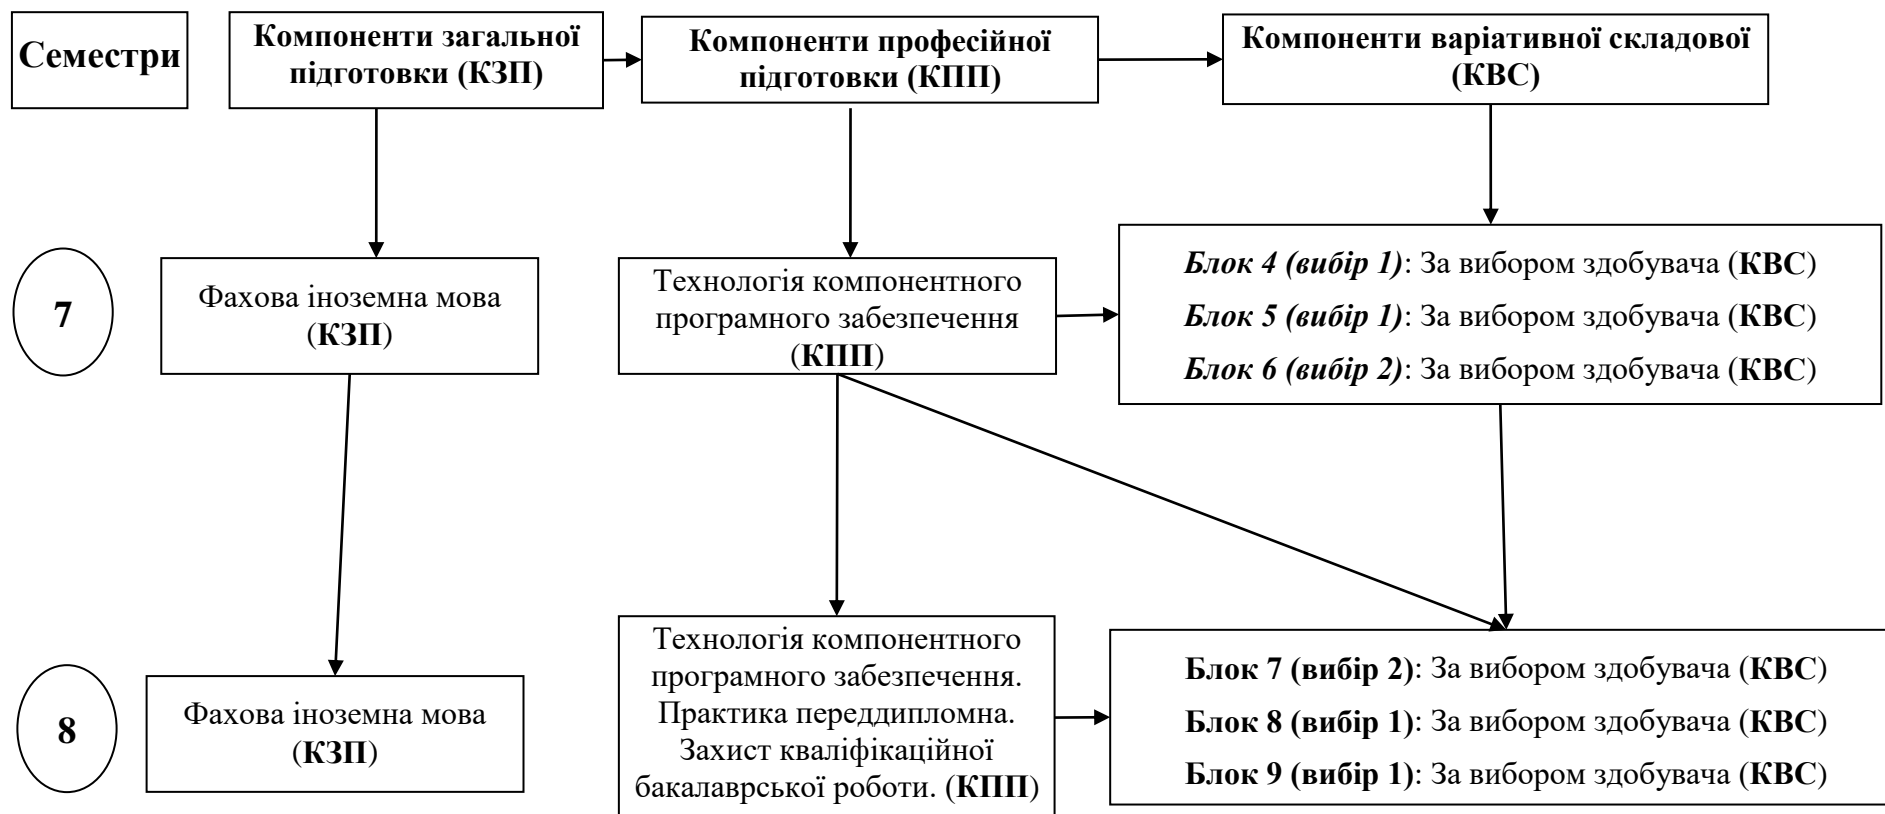 Семестри
Компоненти загальної
підготовки (КЗП)
Компоненти професійної
підготовки (КПП)
Компоненти варіативної складової
(КВС)
7
Фахова іноземна мова
(КЗП)
Технологія компонентного
програмного забезпечення
(КПП)
Блок 4 (вибір 1): За вибором здобувача (КВС)
Блок 5 (вибір 1): За вибором здобувача (КВС)
Блок 6 (вибір 2): За вибором здобувача (КВС)
8
Фахова іноземна мова
(КЗП)
Технологія компонентного
програмного забезпечення.
Практика переддипломна.
Захист кваліфікаційної
бакалаврської роботи. (КПП)
Блок 7 (вибір 2): За вибором здобувача (КВС)
Блок 8 (вибір 1): За вибором здобувача (КВС)
Блок 9 (вибір 1): За вибором здобувача (КВС)